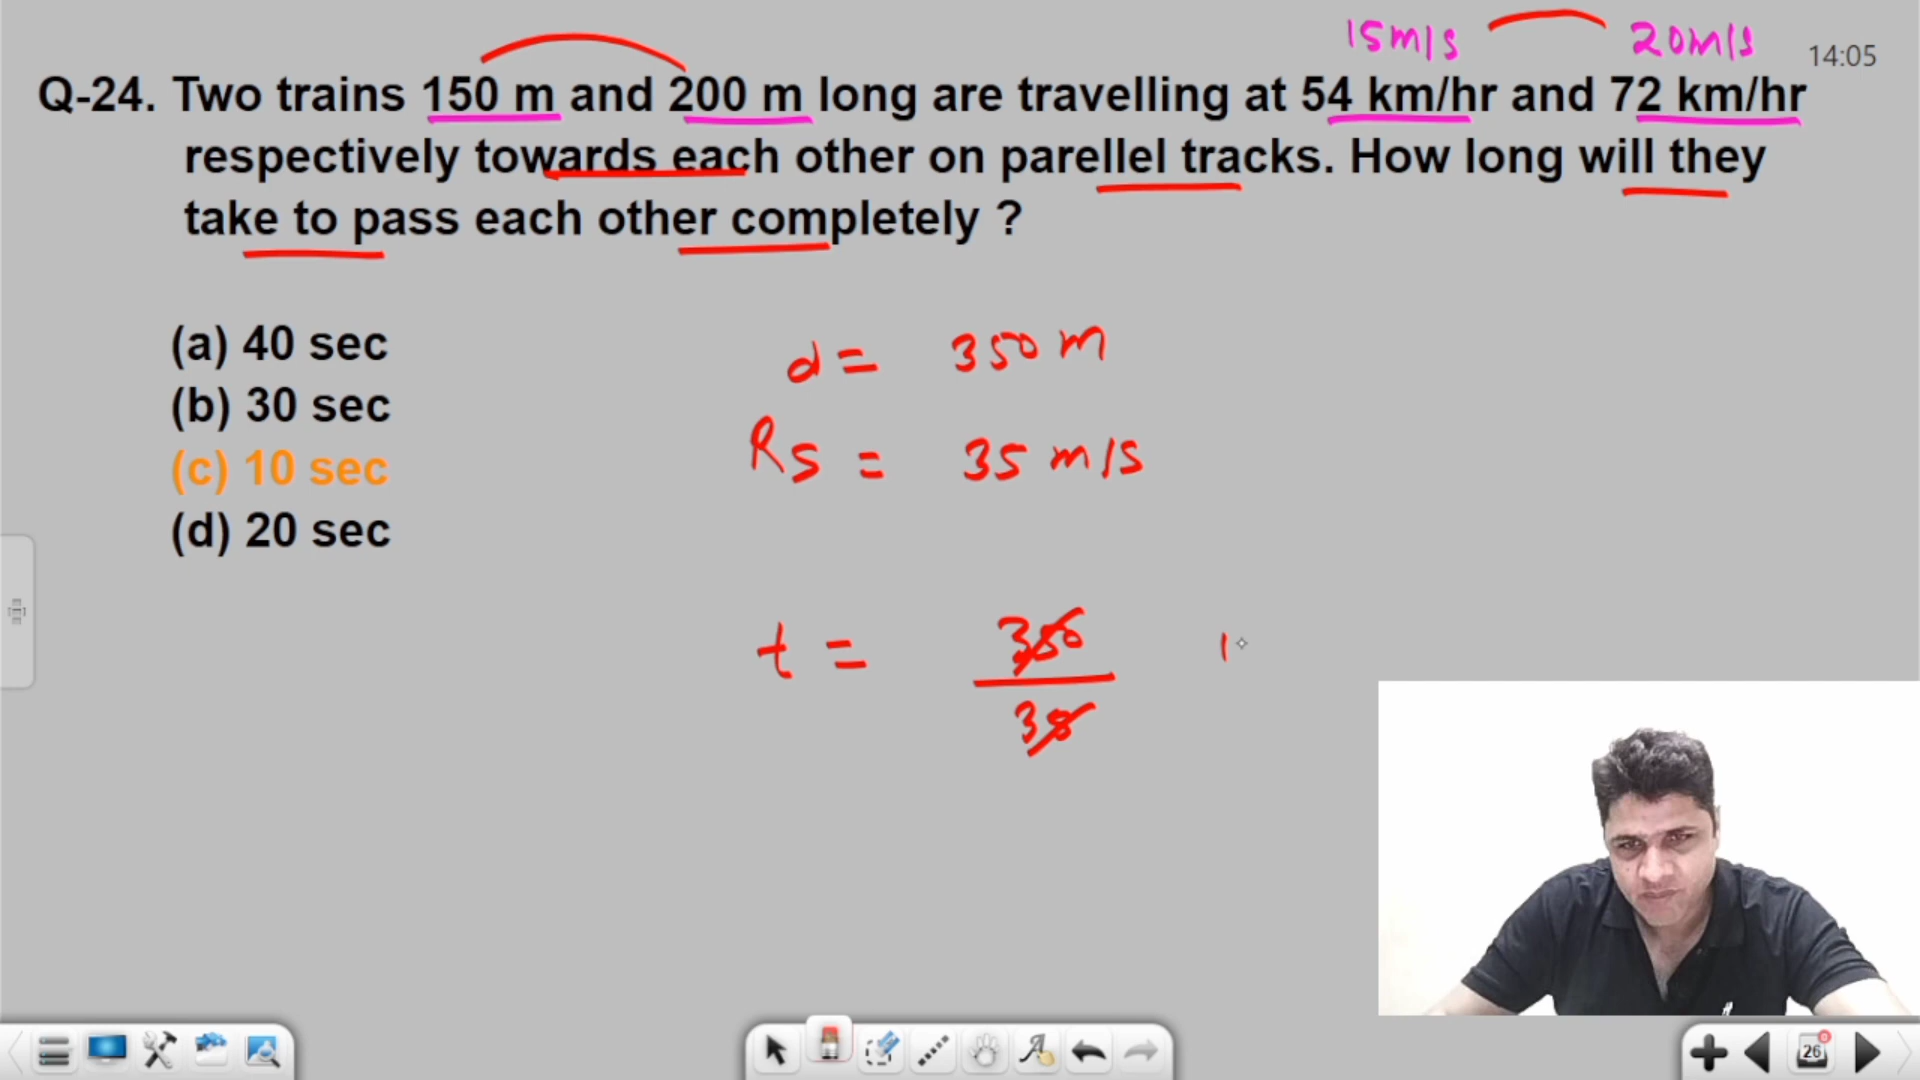 15m/s 20m/s
14:05
Q-24. Two trains 150 m and 200 m long are travelling at 54 km/hr and 72 km/hr
respectively towards each other on parellel tracks. How long will they
take to pass each other completely ?
(a) 40 sec
(b) 30 sec
(c) 10 sec
(d) 20 sec
d = 350 m
Rs = 35 m/s
t = 350
35
1
26